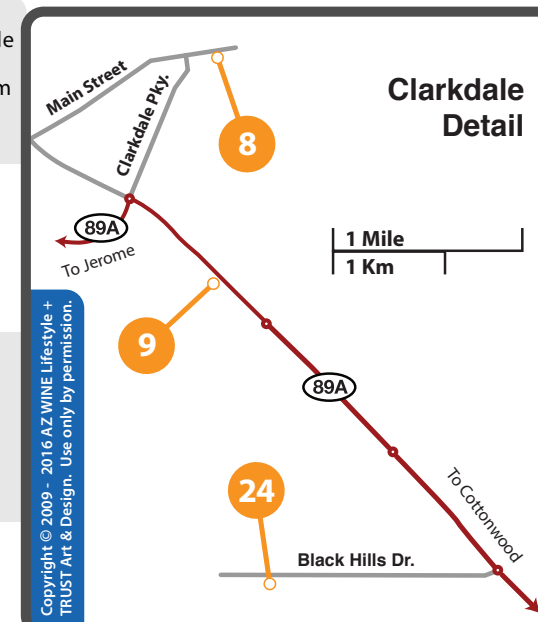 le
m
Clarkdale
Detail
Main Street
Clarkdale Pky.
8
89A
To Jerome
1 Mile
1 Km
9
89A
24
To Cottonwood
Black Hills Dr.
Copyright © 2009 - 2016 AZ WINE Lifestyle +
TRUST Art & Design. Use only by permission.